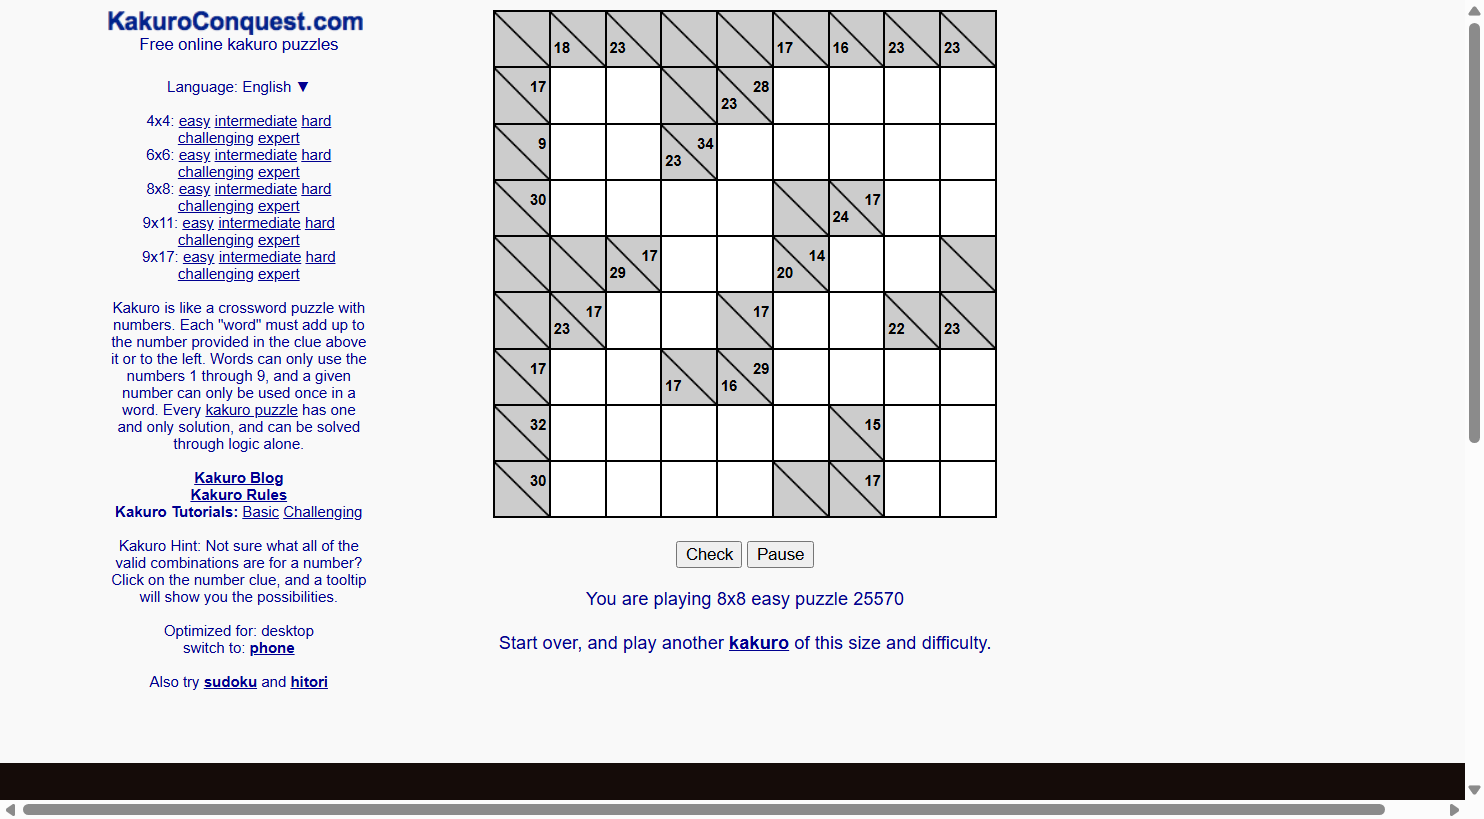 KakuroConquest.com
Free online kakuro puzzles
Language: English ▼
4x4: easy intermediate hard
challenging expert
6x6: easy intermediate hard
challenging expert
8x8: easy intermediate hard
challenging expert
9x11: easy intermediate hard
challenging expert
9x17: easy intermediate hard
challenging expert
Kakuro is like a crossword puzzle with
numbers. Each "word" must add up to
the number provided in the clue above
it or to the left. Words can only use the
numbers 1 through 9, and a given
number can only be used once in a
word. Every kakuro puzzle has one
and only solution, and can be solved
through logic alone.
Kakuro Blog
Kakuro Rules
Kakuro Tutorials: Basic Challenging
Kakuro Hint: Not sure what all of the
valid combinations are for a number?
Click on the number clue, and a tooltip
will show you the possibilities.
Optimized for: desktop
switch to: phone
Also try sudoku and hitori
18 23 17 16 23 23
17 28
23
9 34
23
30 17
24
17 14
29 20
17 17
23 22 23
17 29
17 16
32 15
30 17
Check Pause
You are playing 8x8 easy puzzle 25570
Start over, and play another kakuro of this size and difficulty.